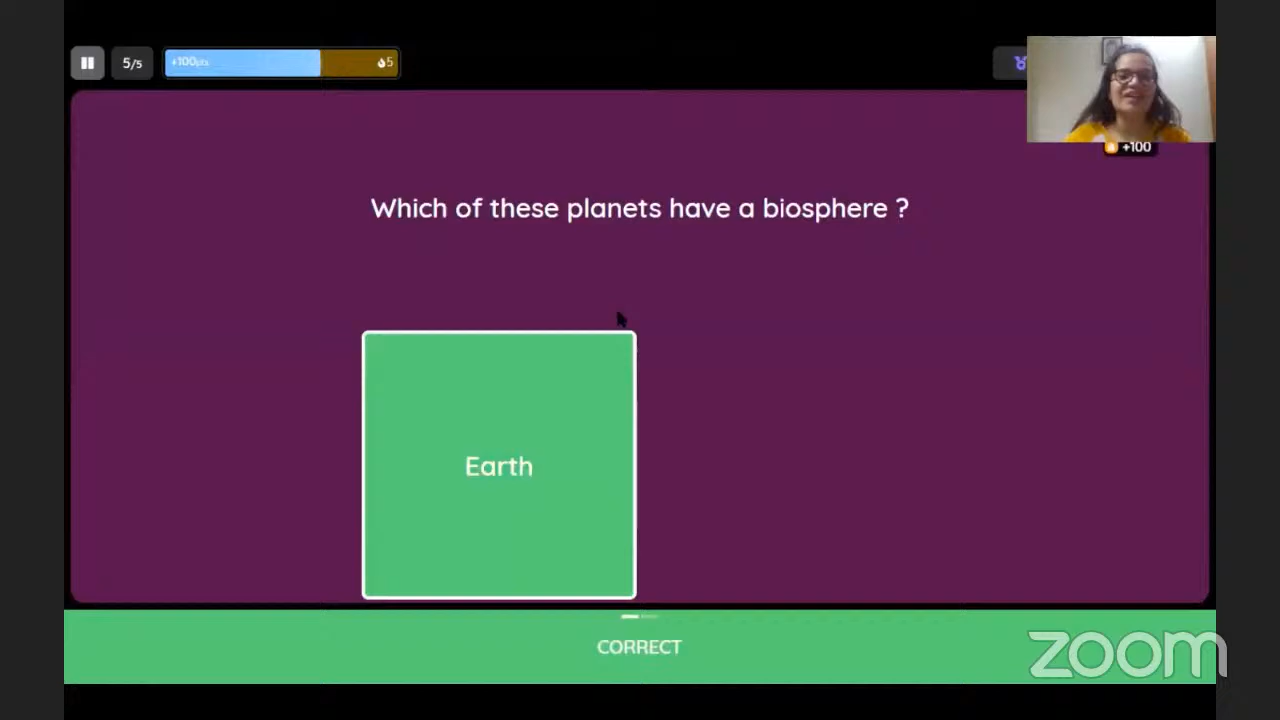 5/5
+100pts
5
+100
Which of these planets have a biosphere ?
Earth
CORRECT
zoom